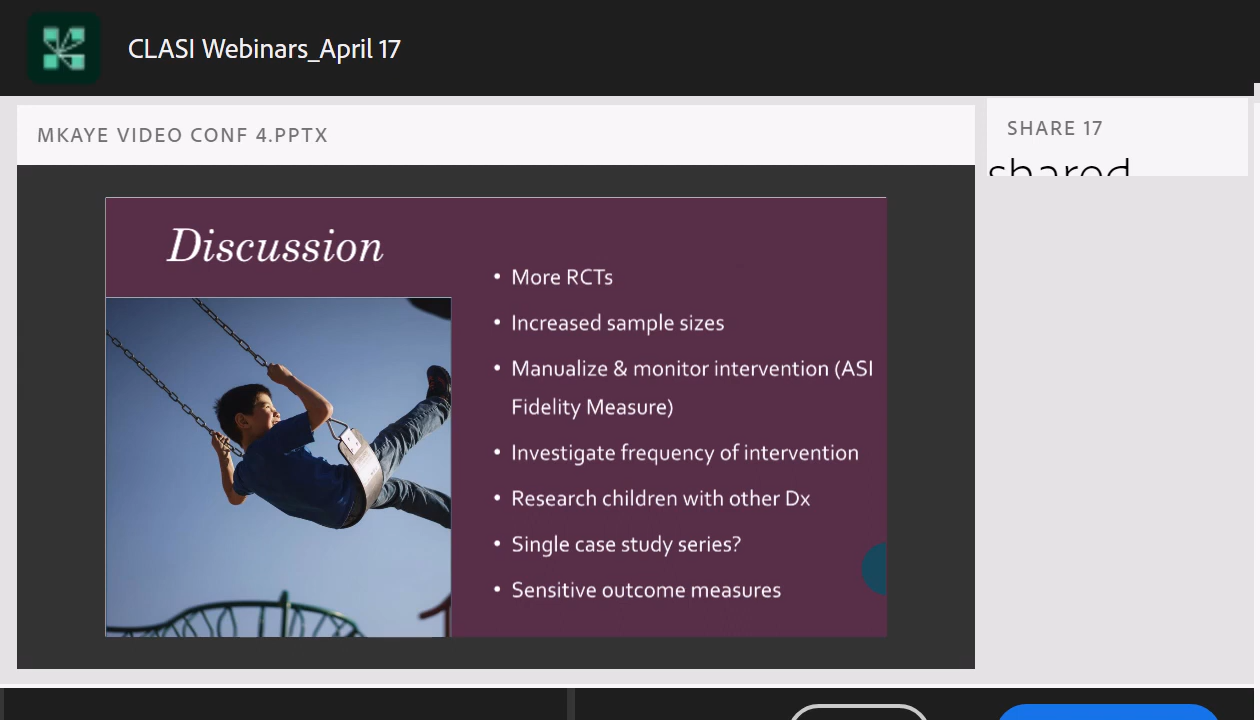 CLASI Webinars_April 17
MKAYE VIDEO CONF 4.PPTX
SHARE 17
shared
Discussion
• More RCTs
• Increased sample sizes
• Manualize & monitor intervention (ASI
Fidelity Measure)
• Investigate frequency of intervention
• Research children with other Dx
• Single case study series?
• Sensitive outcome measures